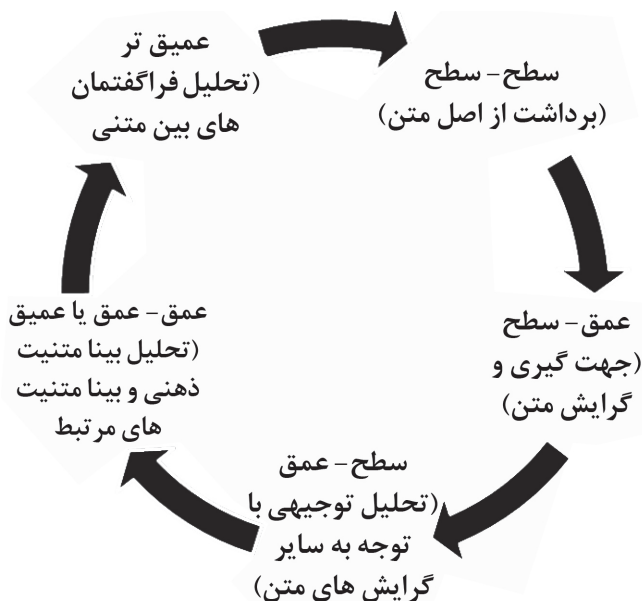 سطح- سطح
(برداشت از اصل متن)
عمق- سطح
(جهت گیری و
گرایش متن)
سطح- عمق
(تحلیل توجیهی با
توجه به سایر
گرایش های متن)
عمق- عمق یا عمیق
(تحلیل بینا متنیت
ذهنی و بینا متنیت
های مرتبط
عمیق تر
(تحلیل فراگفتمان
های بین متنی